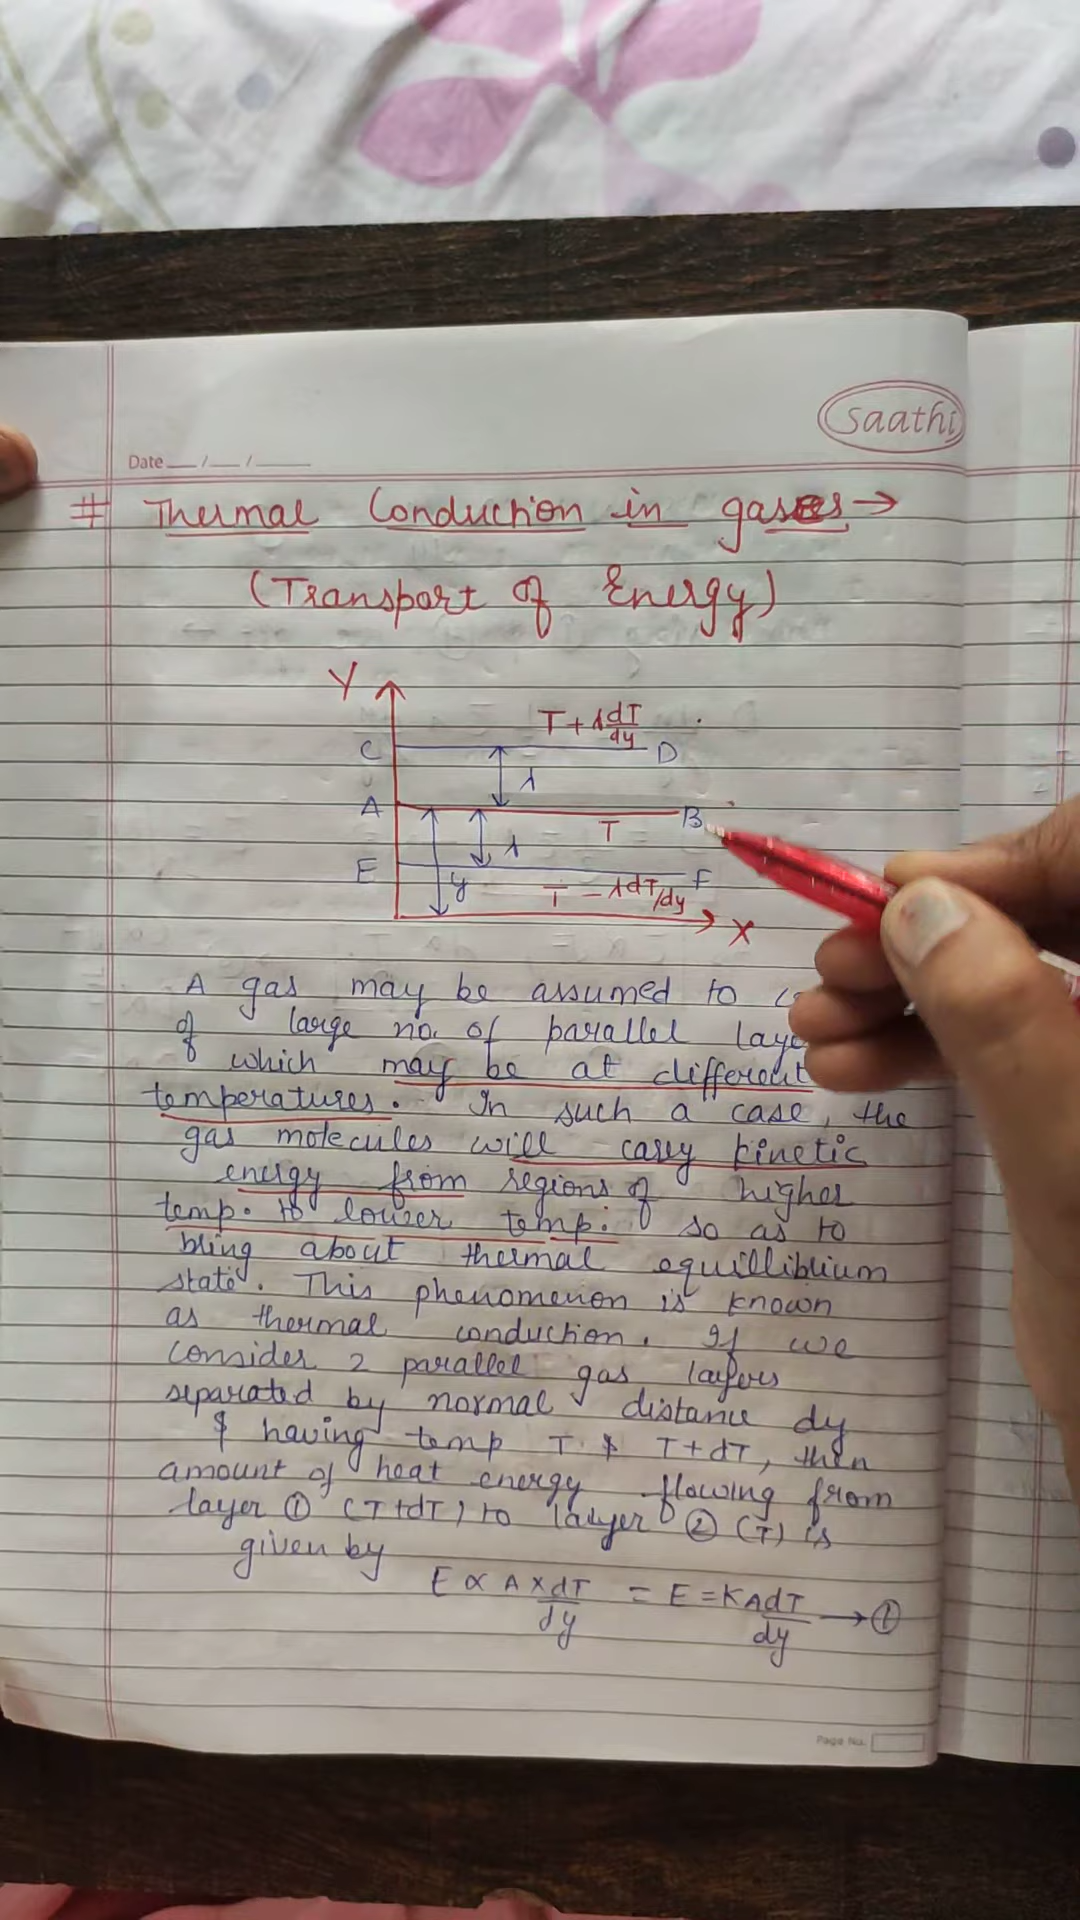 Saathi
Date __/__/____
# Thermal Conduction in gases →
(Transport of Energy)
Y
T + λ dT/dy
C D
λ
A B
T
λ
E F
y
T - λ dT/dy
X
A gas may be assumed to
of large no. of parallel
of which may be at different
temperatures. In such a case, the
gas molecules will carry kinetic
energy from regions of higher
temp. to lower temp. so as to
bring about thermal equillibrium
state. This phenomenon is known
as thermal conduction. If we
consider 2 parallel gas layers
separated by normal distance dy
& having temp T & T+dT, then
amount of heat energy flowing from
layer ① (T+dT) to layer ② (T) is
given by
E ∝ A x dT/dy = E = KA dT/dy → ①
Page No.